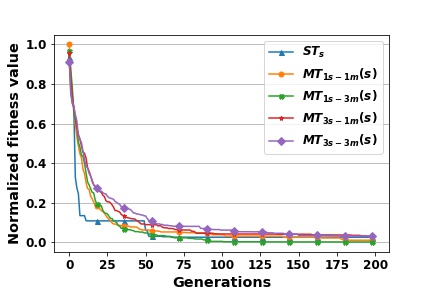 Normalized fitness value
1.0
0.8
0.6
0.4
0.2
0.0
0 25 50 75 100 125 150 175 200
Generations
STs
MT1s−1m(s)
MT1s−3m(s)
MT3s−1m(s)
MT3s−3m(s)